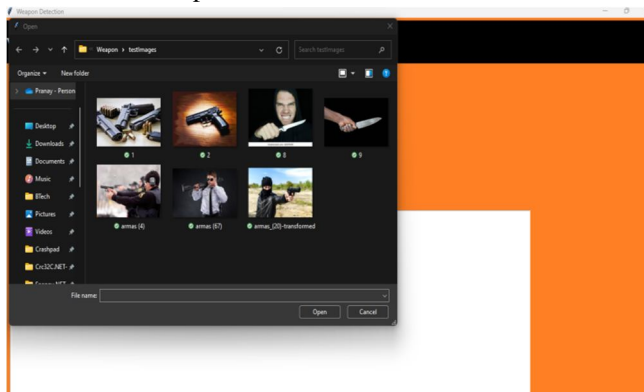 Weapon Detection
Open
Weapon › testImages
Search testImages
Organize
New folder
Pranay - Person
Desktop
Downloads
Documents
Music
BTech
Pictures
Videos
Creshpad
Crc32C.NET-
1
2
8
9
armas (4)
armas (67)
armas_(20)-transformed
File name:
Open
Cancel